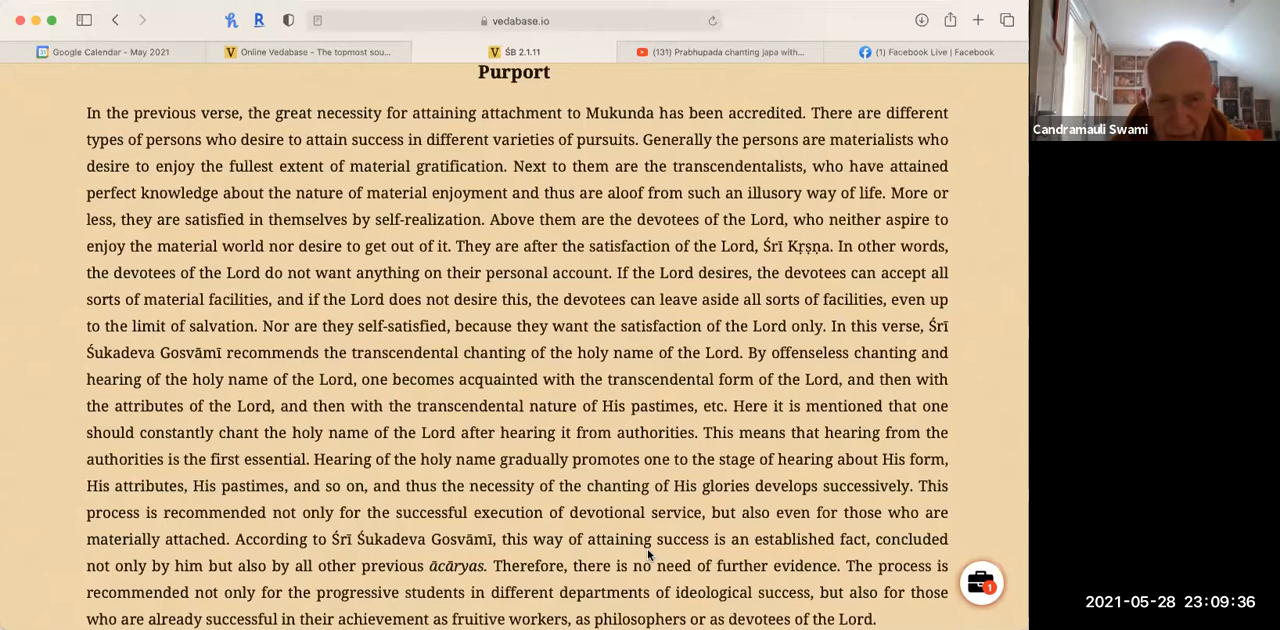 vedabase.io
Google Calendar - May 2021
Online Vedabase - The topmost sou...
ŚB 2.1.11
(131) Prabhupada chanting japa with...
(1) Facebook Live | Facebook
Purport
In the previous verse, the great necessity for attaining attachment to Mukunda has been accredited. There are different
types of persons who desire to attain success in different varieties of pursuits. Generally the persons are materialists who
desire to enjoy the fullest extent of material gratification. Next to them are the transcendentalists, who have attained
perfect knowledge about the nature of material enjoyment and thus are aloof from such an illusory way of life. More or
less, they are satisfied in themselves by self-realization. Above them are the devotees of the Lord, who neither aspire to
enjoy the material world nor desire to get out of it. They are after the satisfaction of the Lord, Śrī Kṛṣṇa. In other words,
the devotees of the Lord do not want anything on their personal account. If the Lord desires, the devotees can accept all
sorts of material facilities, and if the Lord does not desire this, the devotees can leave aside all sorts of facilities, even up
to the limit of salvation. Nor are they self-satisfied, because they want the satisfaction of the Lord only. In this verse, Śrī
Śukadeva Gosvāmī recommends the transcendental chanting of the holy name of the Lord. By offenseless chanting and
hearing of the holy name of the Lord, one becomes acquainted with the transcendental form of the Lord, and then with
the attributes of the Lord, and then with the transcendental nature of His pastimes, etc. Here it is mentioned that one
should constantly chant the holy name of the Lord after hearing it from authorities. This means that hearing from the
authorities is the first essential. Hearing of the holy name gradually promotes one to the stage of hearing about His form,
His attributes, His pastimes, and so on, and thus the necessity of the chanting of His glories develops successively. This
process is recommended not only for the successful execution of devotional service, but also even for those who are
materially attached. According to Śrī Śukadeva Gosvāmī, this way of attaining success is an established fact, concluded
not only by him but also by all other previous ācāryas. Therefore, there is no need of further evidence. The process is
recommended not only for the progressive students in different departments of ideological success, but also for those
who are already successful in their achievement as fruitive workers, as philosophers or as devotees of the Lord.
1
Candramauli Swami
2021-05-28 23:09:36